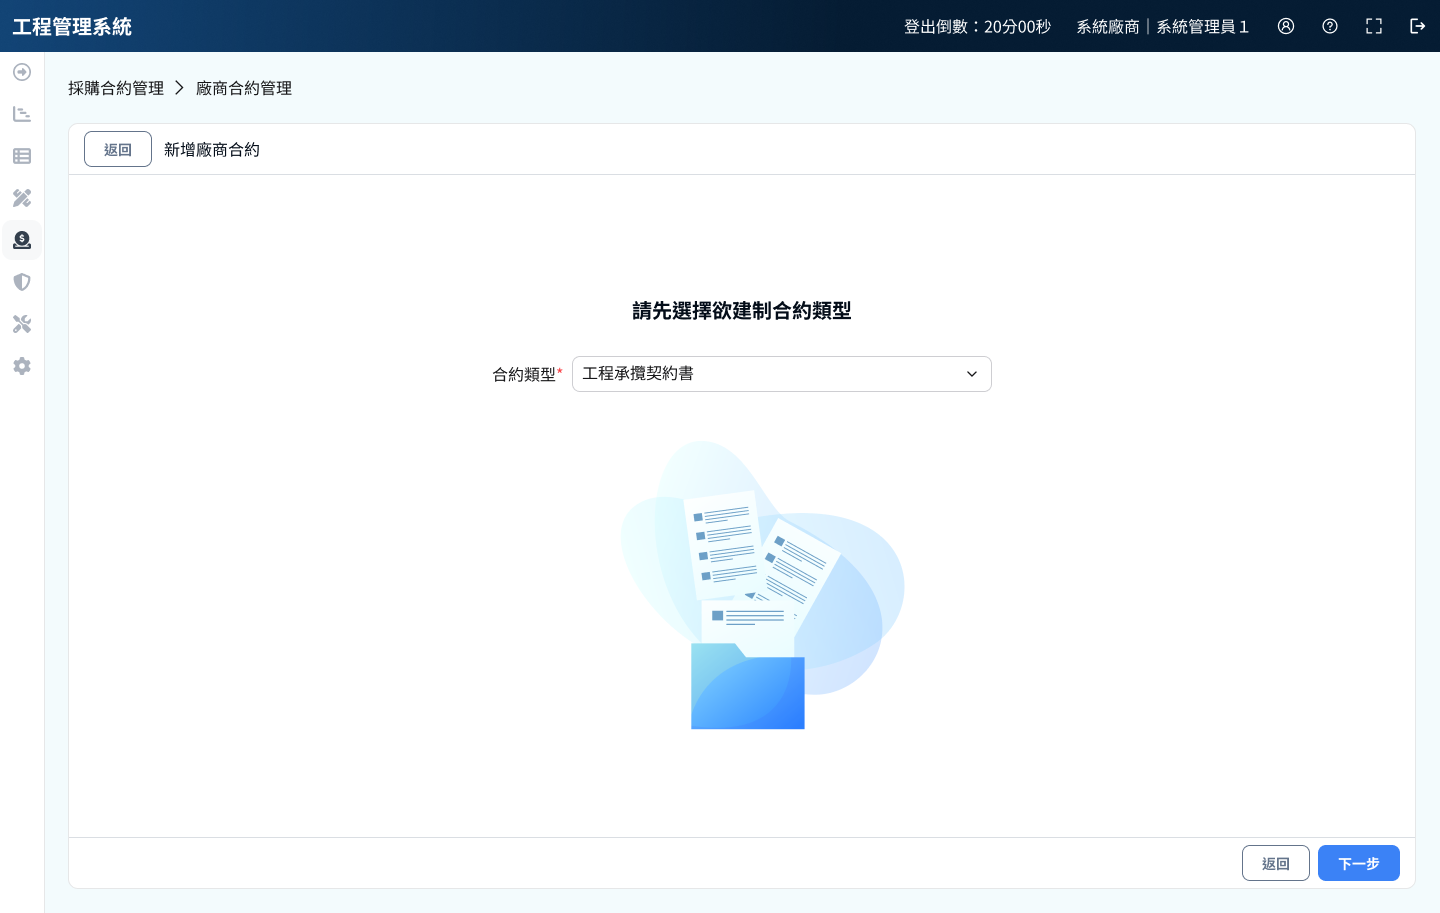 工程管理系統
登出倒數：20分00秒
系統廠商｜系統管理員１
採購合約管理
廠商合約管理
返回
新增廠商合約
請先選擇欲建制合約類型
合約類型*
工程承攬契約書
返回
下一步